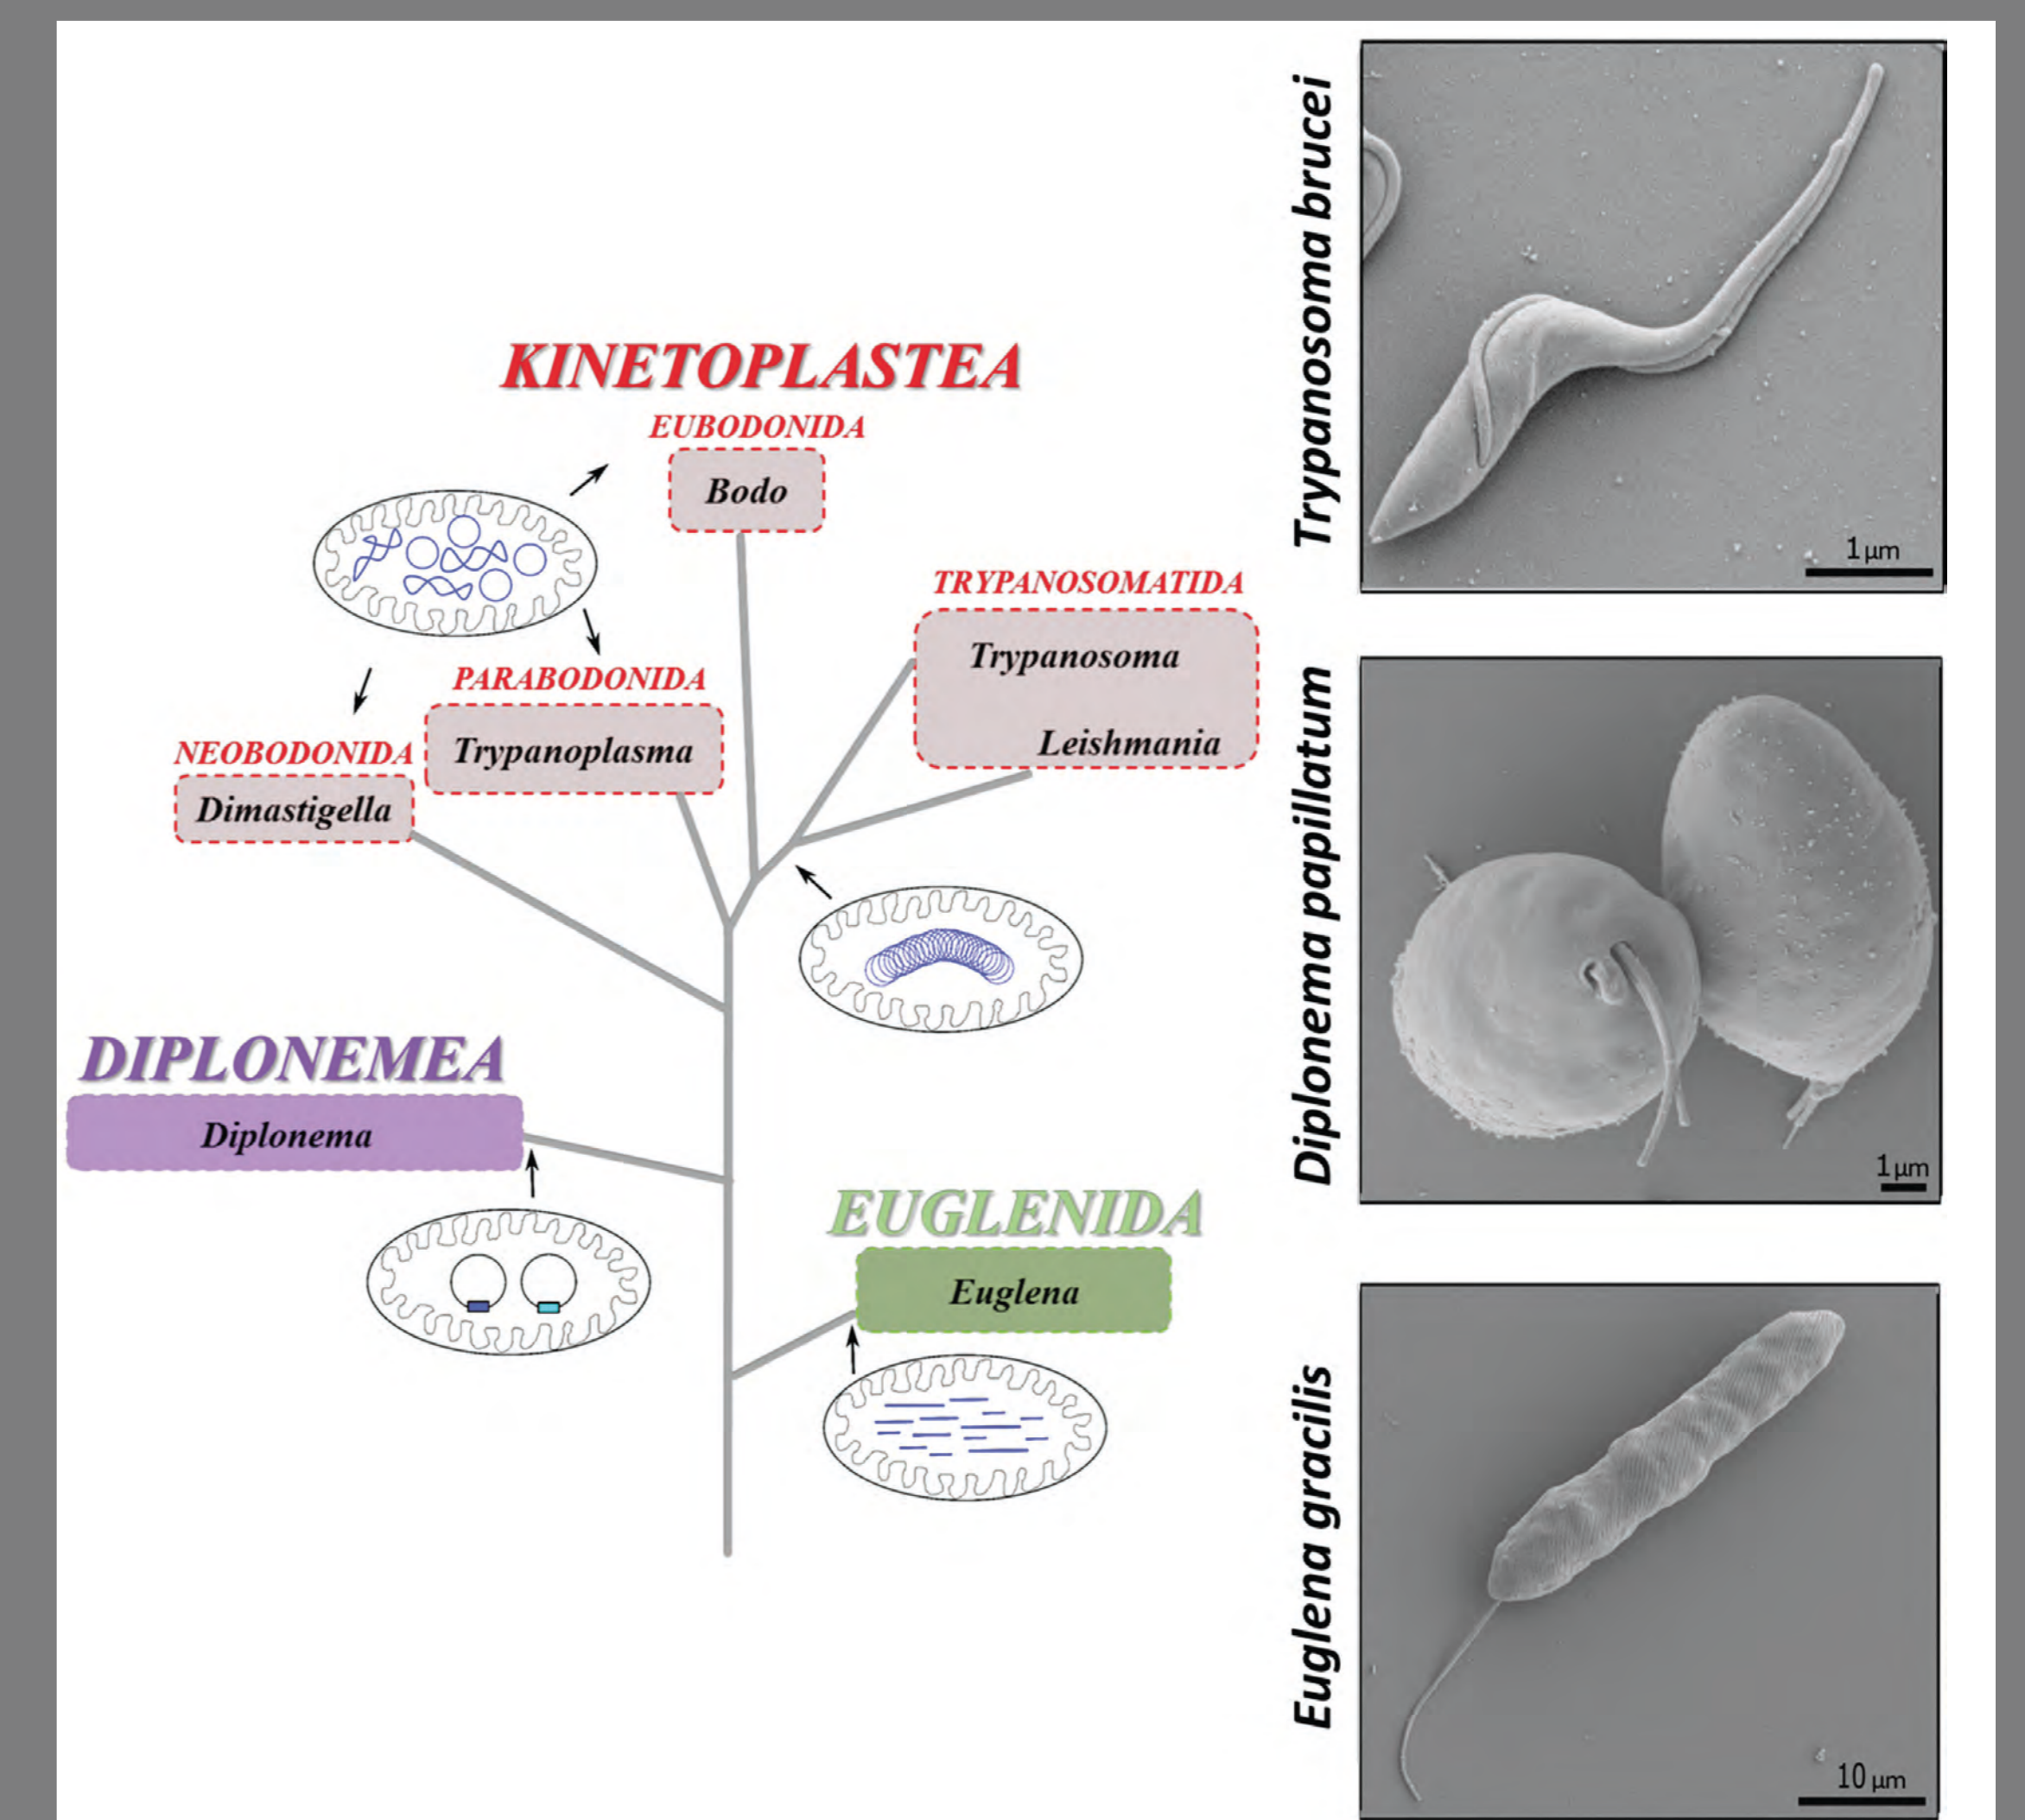 KINETOPLASTEA
EUBODONIDA
Bodo
TRYPANOSOMATIDA
Trypanosoma
Leishmania
PARABODONIDA
Trypanoplasma
NEOBODONIDA
Dimastigella
DIPLONEMEA
Diplonema
EUGLENIDA
Euglena
Trypanosoma brucei
1 µm
Diplonema papillatum
1 µm
Euglena gracilis
10 µm